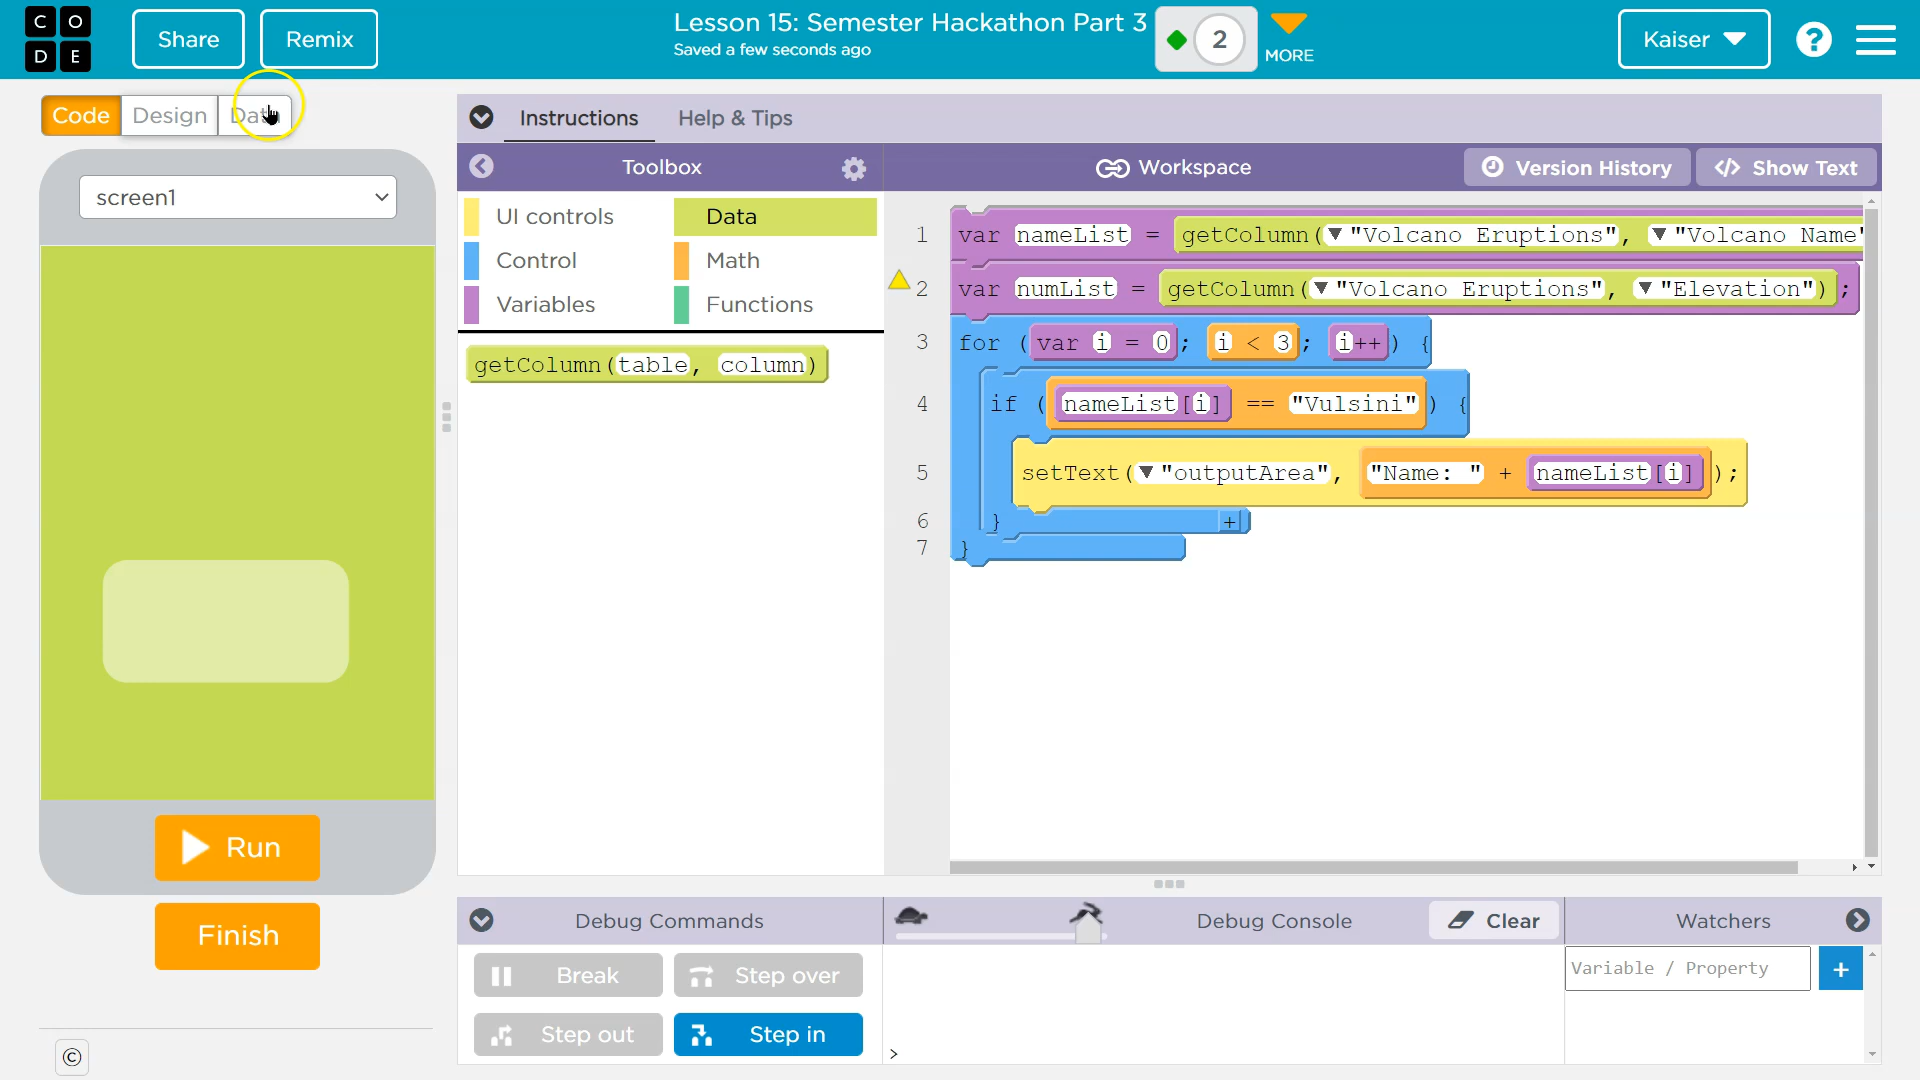 C O
D E
Share
Remix
Lesson 15: Semester Hackathon Part 3
Saved a few seconds ago
2
MORE
Kaiser
?
Code
Design
Data
Instructions
Help & Tips
Toolbox
Workspace
Version History
</> Show Text
screen1
UI controls
Data
Control
Math
Variables
Functions
getColumn(table, column)
1 var nameList = getColumn(▼"Volcano Eruptions", ▼"Volcano Name"
2 var numList = getColumn(▼"Volcano Eruptions", ▼"Elevation");
3 for (var i = 0; i < 3; i++) {
4 if (nameList[i] == "Vulsini") {
5 setText(▼"outputArea", "Name: " + nameList[i]);
6 } +
7 }
Run
Finish
Debug Commands
Debug Console
Clear
Watchers
Break
Step over
Step out
Step in
Variable / Property
+
>
©